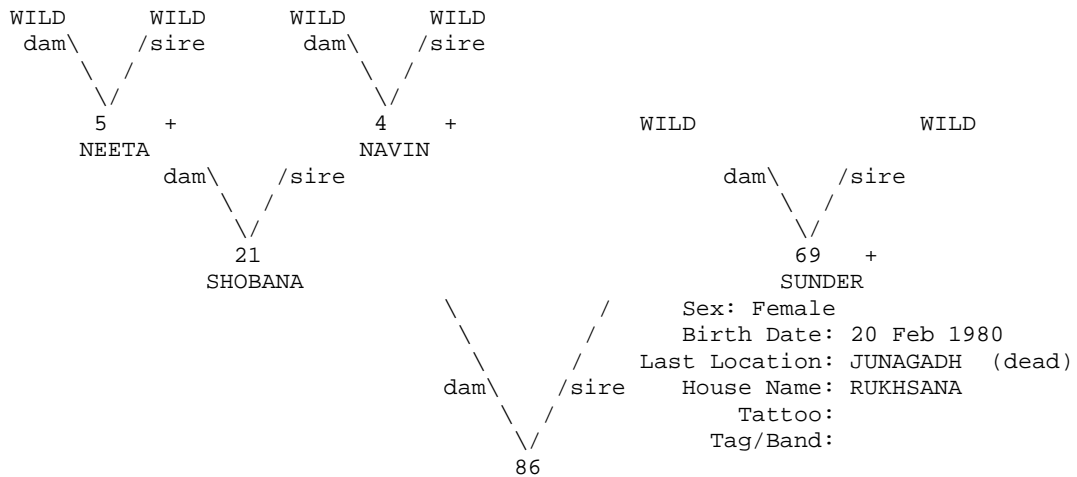 WILD WILD WILD WILD
dam\ /sire dam\ /sire
\ / \ /
\/ \/
5 + 4 + WILD WILD
NEETA NAVIN
dam\ /sire dam\ /sire
\ / \ /
\/ \/
21 69 +
SHOBANA SUNDER
\ / Sex: Female
\ / Birth Date: 20 Feb 1980
\ / Last Location: JUNAGADH (dead)
dam\ /sire House Name: RUKHSANA
\ / Tattoo:
\/ Tag/Band:
86